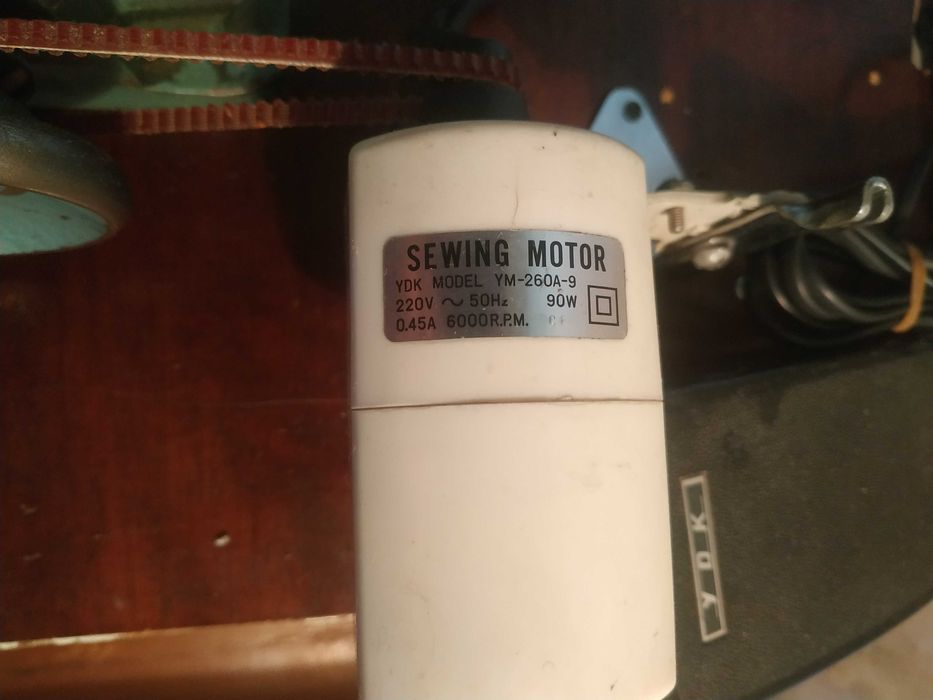 SEWING MOTOR
YDK MODEL YM-260A-9
220V ~ 50Hz 90W
0.45A 6000R.P.M.
YDK